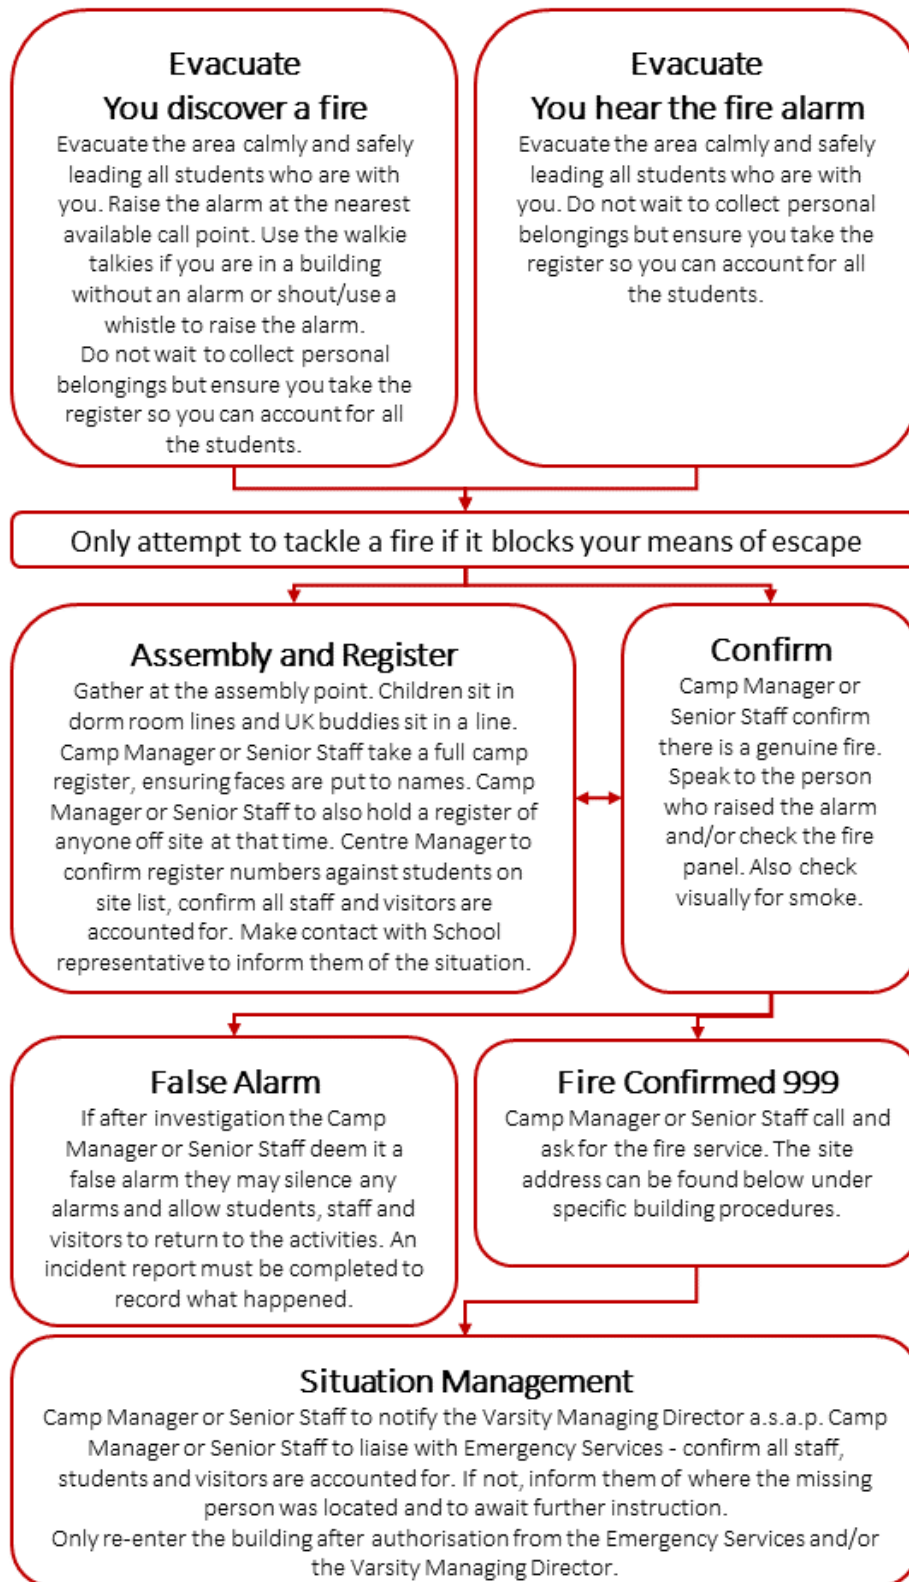 Evacuate
You discover a fire
Evacuate the area calmly and safely
leading all students who are with
you. Raise the alarm at the nearest
available call point. Use the walkie
talkies if you are in a building
without an alarm or shout/use a
whistle to raise the alarm.
Do not wait to collect personal
belongings but ensure you take the
register so you can account for all
the students.
Evacuate
You hear the fire alarm
Evacuate the area calmly and safely
leading all students who are with
you. Do not wait to collect personal
belongings but ensure you take the
register so you can account for all
the students.
Only attempt to tackle a fire if it blocks your means of escape
Assembly and Register
Gather at the assembly point. Children sit in
dorm room lines and UK buddies sit in a line.
Camp Manager or Senior Staff take a full camp
register, ensuring faces are put to names. Camp
Manager or Senior Staff to also hold a register of
anyone off site at that time. Centre Manager to
confirm register numbers against students on
site list, confirm all staff and visitors are
accounted for. Make contact with School
representative to inform them of the situation.
Confirm
Camp Manager or
Senior Staff confirm
there is a genuine fire.
Speak to the person
who raised the alarm
and/or check the fire
panel. Also check
visually for smoke.
False Alarm
If after investigation the Camp
Manager or Senior Staff deem it a
false alarm they may silence any
alarms and allow students, staff and
visitors to return to the activities. An
incident report must be completed to
record what happened.
Fire Confirmed 999
Camp Manager or Senior Staff call and
ask for the fire service. The site
address can be found below under
specific building procedures.
Situation Management
Camp Manager or Senior Staff to notify the Varsity Managing Director a.s.a.p. Camp
Manager or Senior Staff to liaise with Emergency Services - confirm all staff,
students and visitors are accounted for. If not, inform them of where the missing
person was located and to await further instruction.
Only re-enter the building after authorisation from the Emergency Services and/or
the Varsity Managing Director.